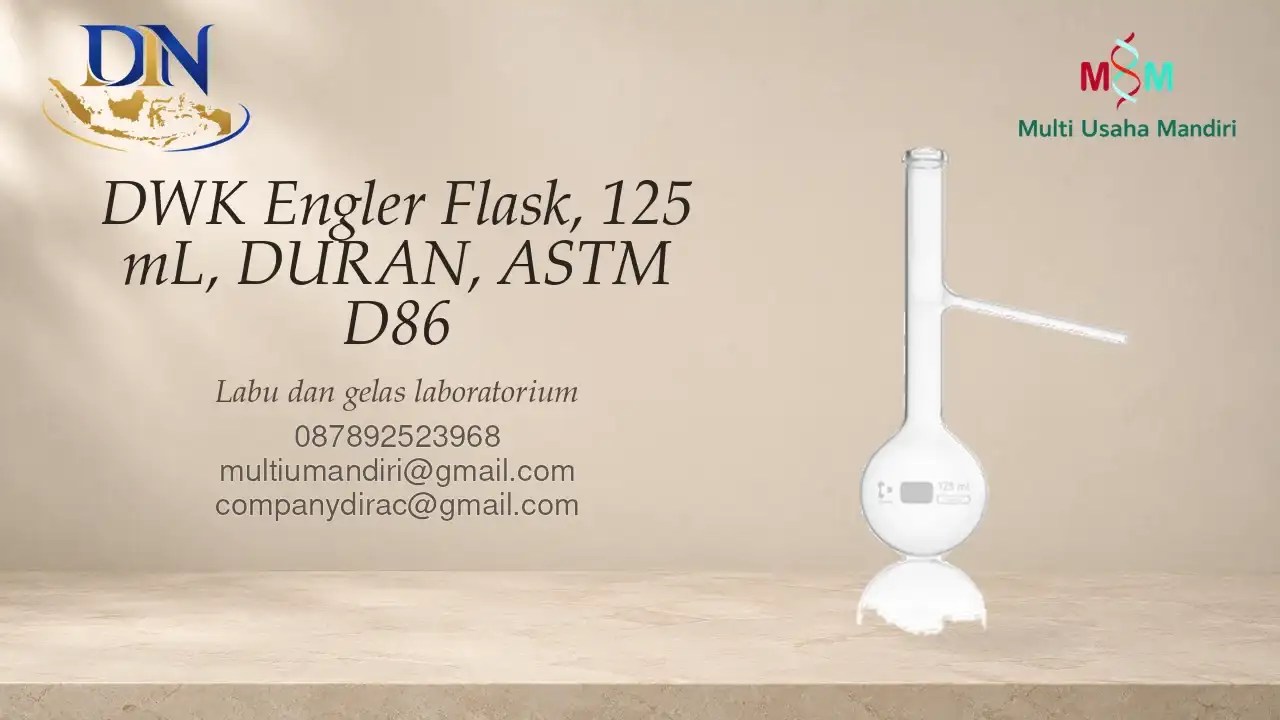 DIN
MUM
Multi Usaha Mandiri
DWK Engler Flask, 125
mL, DURAN, ASTM
D86
Labu dan gelas laboratorium
087892523968
multiumandiri@gmail.com
companydirac@gmail.com
125 ml